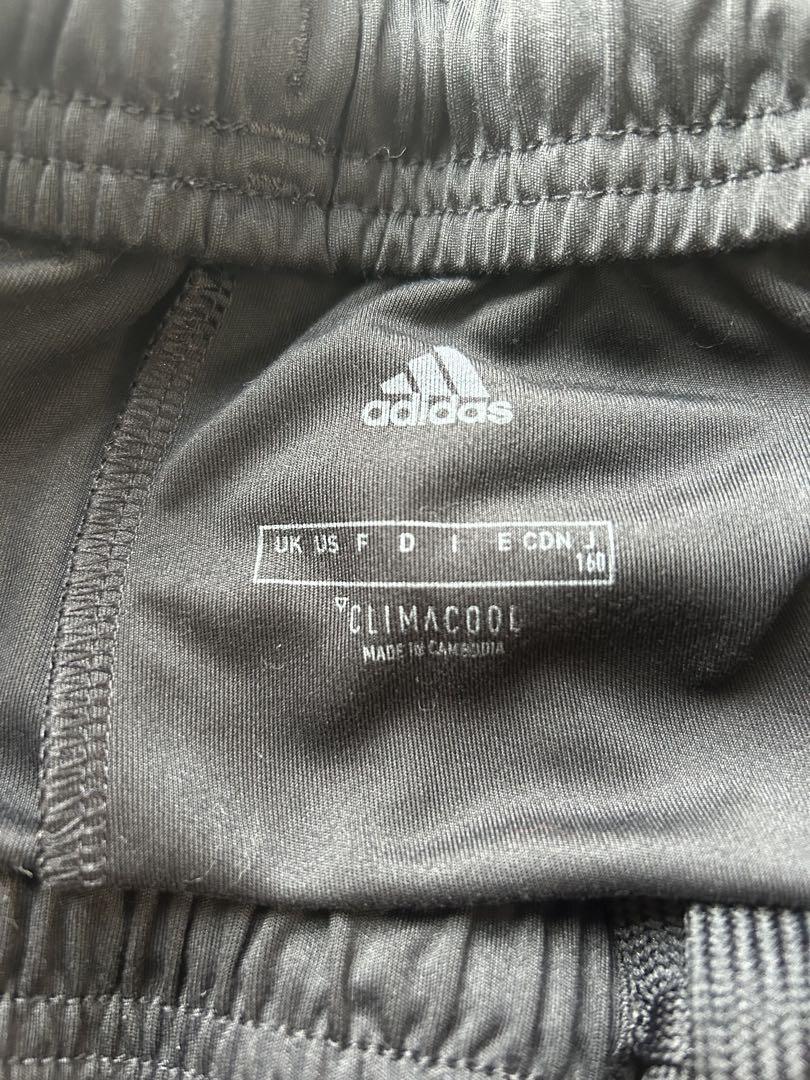 adidas
UK US F D I E CDN J
160
CLIMACOOL
MADE IN CAMBODIA